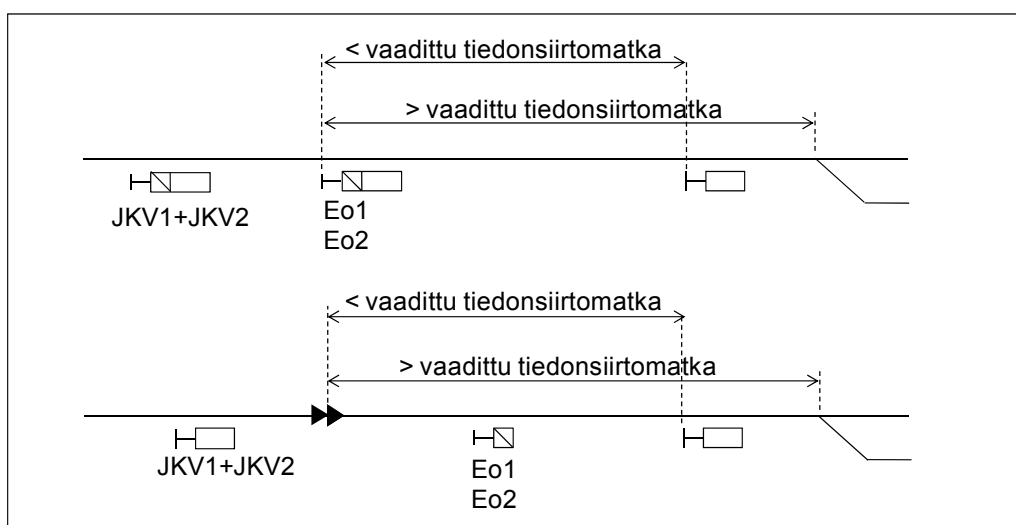 < vaadittu tiedonsiirtomatka
> vaadittu tiedonsiirtomatka
JKV1+JKV2
Eo1
Eo2
< vaadittu tiedonsiirtomatka
> vaadittu tiedonsiirtomatka
JKV1+JKV2
Eo1
Eo2